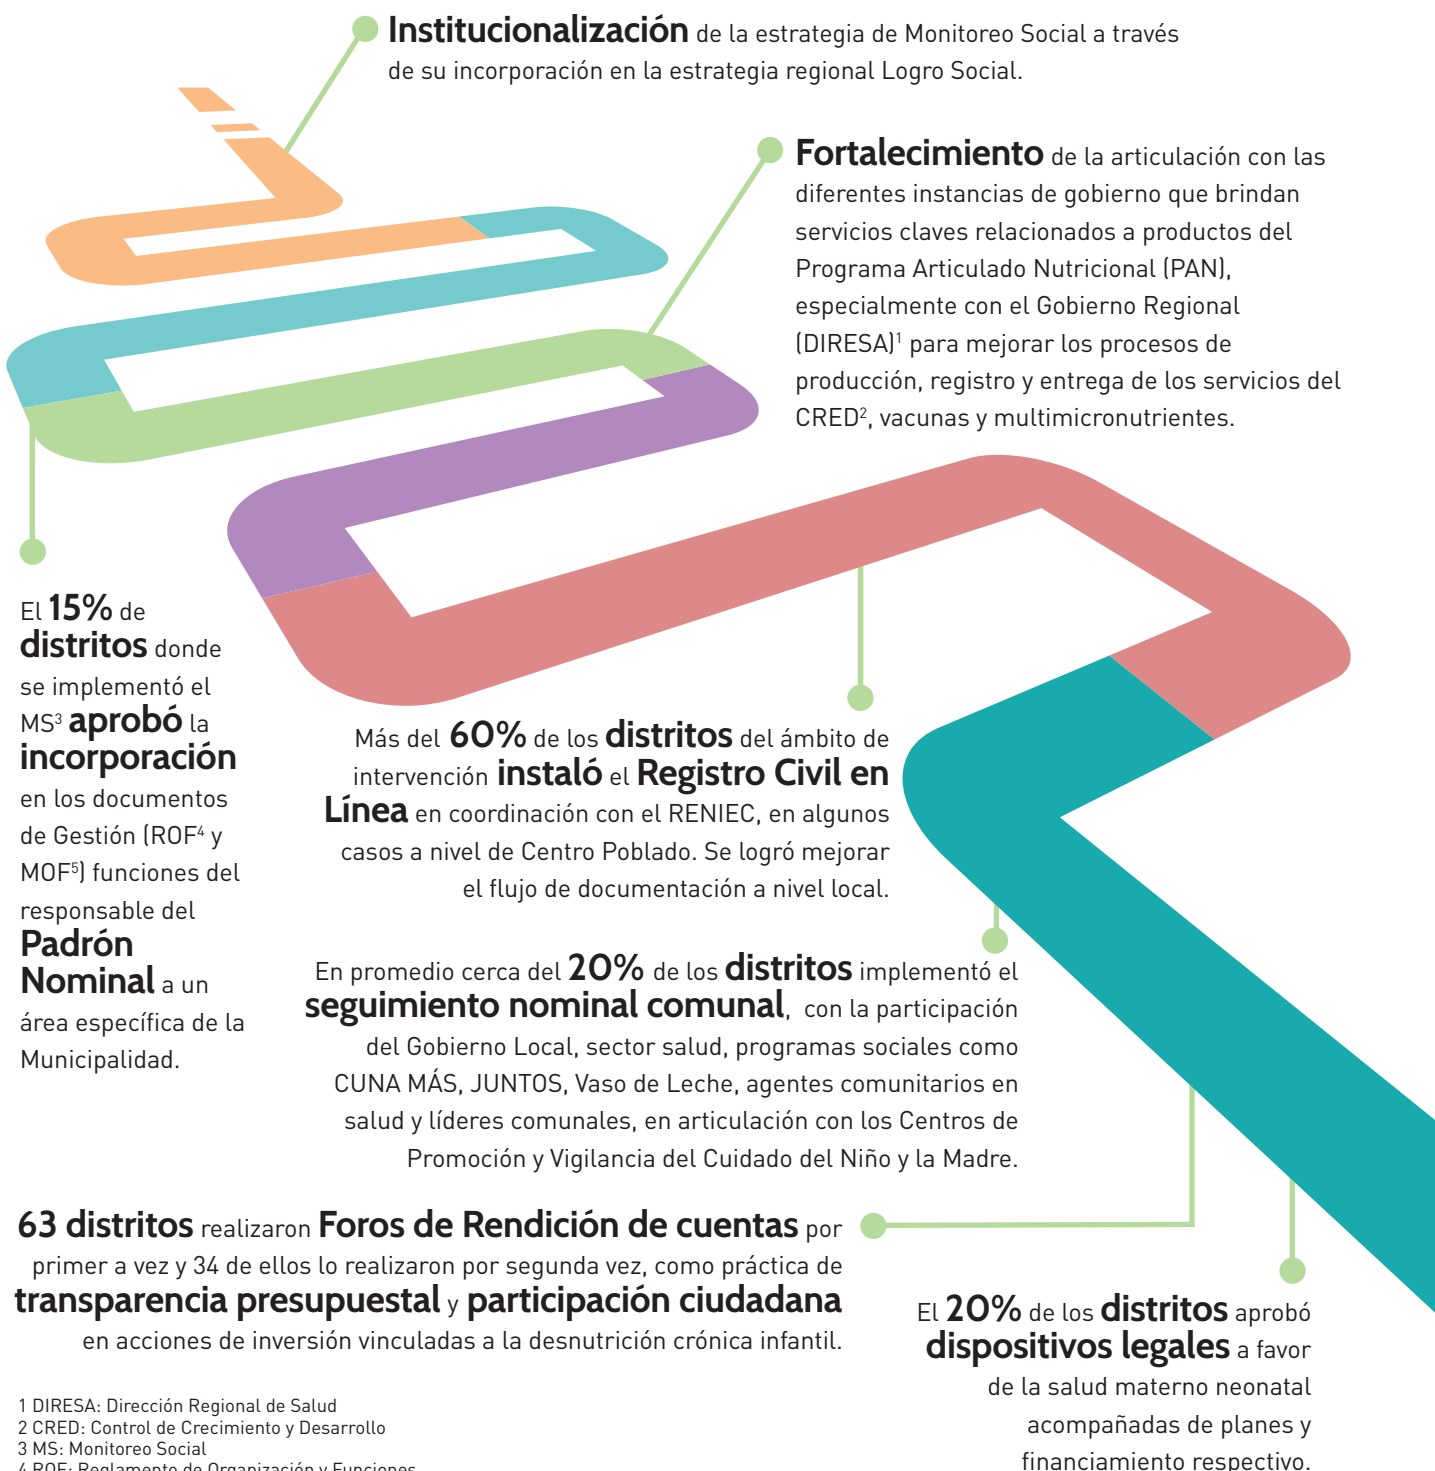 Institucionalización de la estrategia de Monitoreo Social a través
de su incorporación en la estrategia regional Logro Social.
Fortalecimiento de la articulación con las
diferentes instancias de gobierno que brindan
servicios claves relacionados a productos del
Programa Articulado Nutricional (PAN),
especialmente con el Gobierno Regional
(DIRESA)¹ para mejorar los procesos de
producción, registro y entrega de los servicios del
CRED², vacunas y multimicronutrientes.
El 15% de
distritos donde
se implementó el
MS³ aprobó la
incorporación
en los documentos
de Gestión (ROF⁴ y
MOF⁵) funciones del
responsable del
Padrón
Nominal a un
área específica de la
Municipalidad.
Más del 60% de los distritos del ámbito de
intervención instaló el Registro Civil en
Línea en coordinación con el RENIEC, en algunos
casos a nivel de Centro Poblado. Se logró mejorar
el flujo de documentación a nivel local.
En promedio cerca del 20% de los distritos implementó el
seguimiento nominal comunal, con la participación
del Gobierno Local, sector salud, programas sociales como
CUNA MÁS, JUNTOS, Vaso de Leche, agentes comunitarios en
salud y líderes comunales, en articulación con los Centros de
Promoción y Vigilancia del Cuidado del Niño y la Madre.
63 distritos realizaron Foros de Rendición de cuentas por
primer a vez y 34 de ellos lo realizaron por segunda vez, como práctica de
transparencia presupuestal y participación ciudadana
en acciones de inversión vinculadas a la desnutrición crónica infantil.
El 20% de los distritos aprobó
dispositivos legales a favor
de la salud materno neonatal
acompañadas de planes y
financiamiento respectivo.
1 DIRESA: Dirección Regional de Salud
2 CRED: Control de Crecimiento y Desarrollo
3 MS: Monitoreo Social
4 ROF: Reglamento de Organización y Funciones